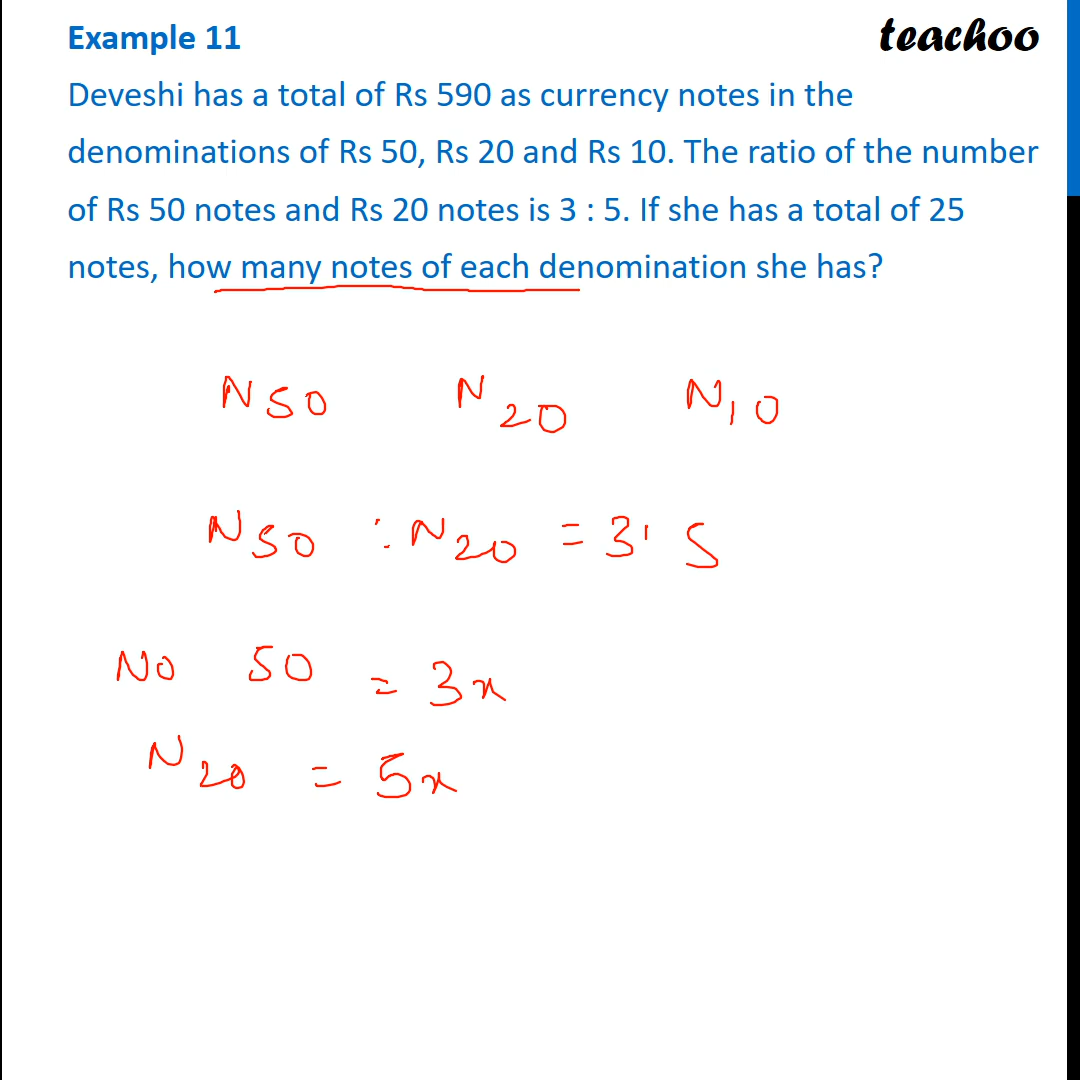 Example 11
teachoo
Deveshi has a total of Rs 590 as currency notes in the
denominations of Rs 50, Rs 20 and Rs 10. The ratio of the number
of Rs 50 notes and Rs 20 notes is 3 : 5. If she has a total of 25
notes, how many notes of each denomination she has?
N50 N20 N10
N50 : N20 = 3 ' 5
No 50 = 3x
N20 = 5x